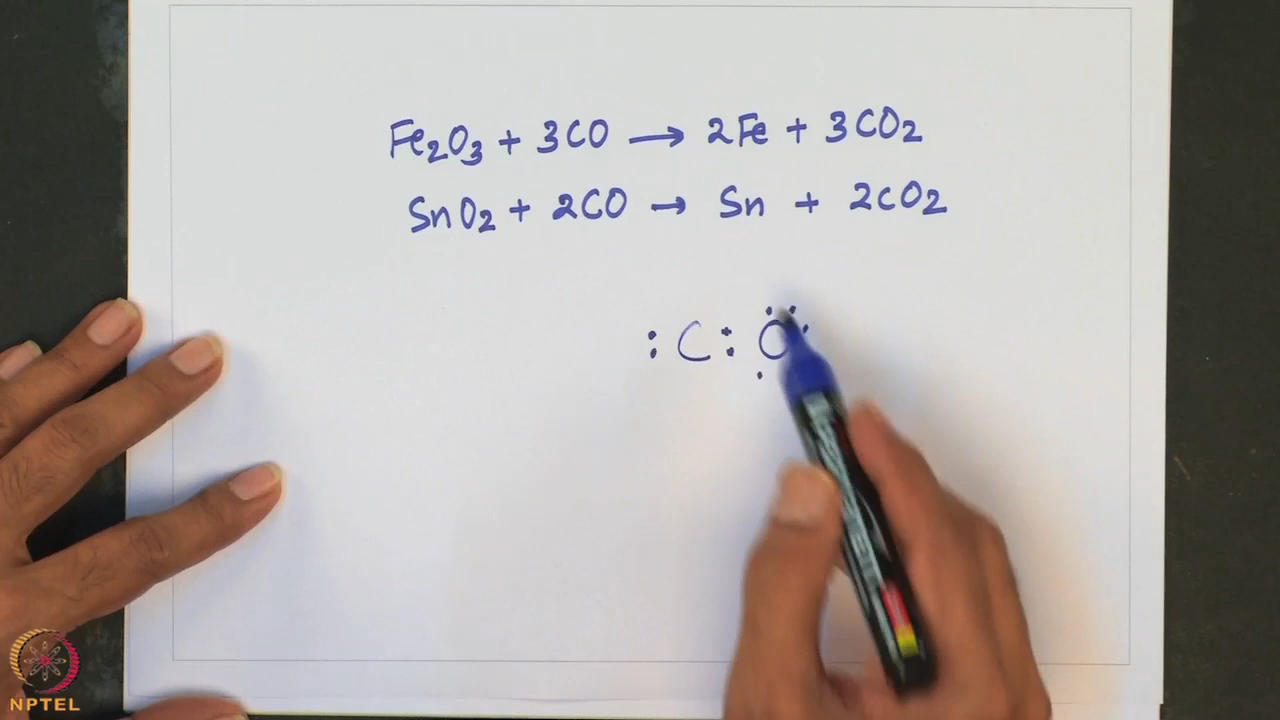 Fe₂O₃ + 3CO ⟶ 2Fe + 3CO₂
SnO₂ + 2CO → Sn + 2CO₂
: C : O
NPTEL